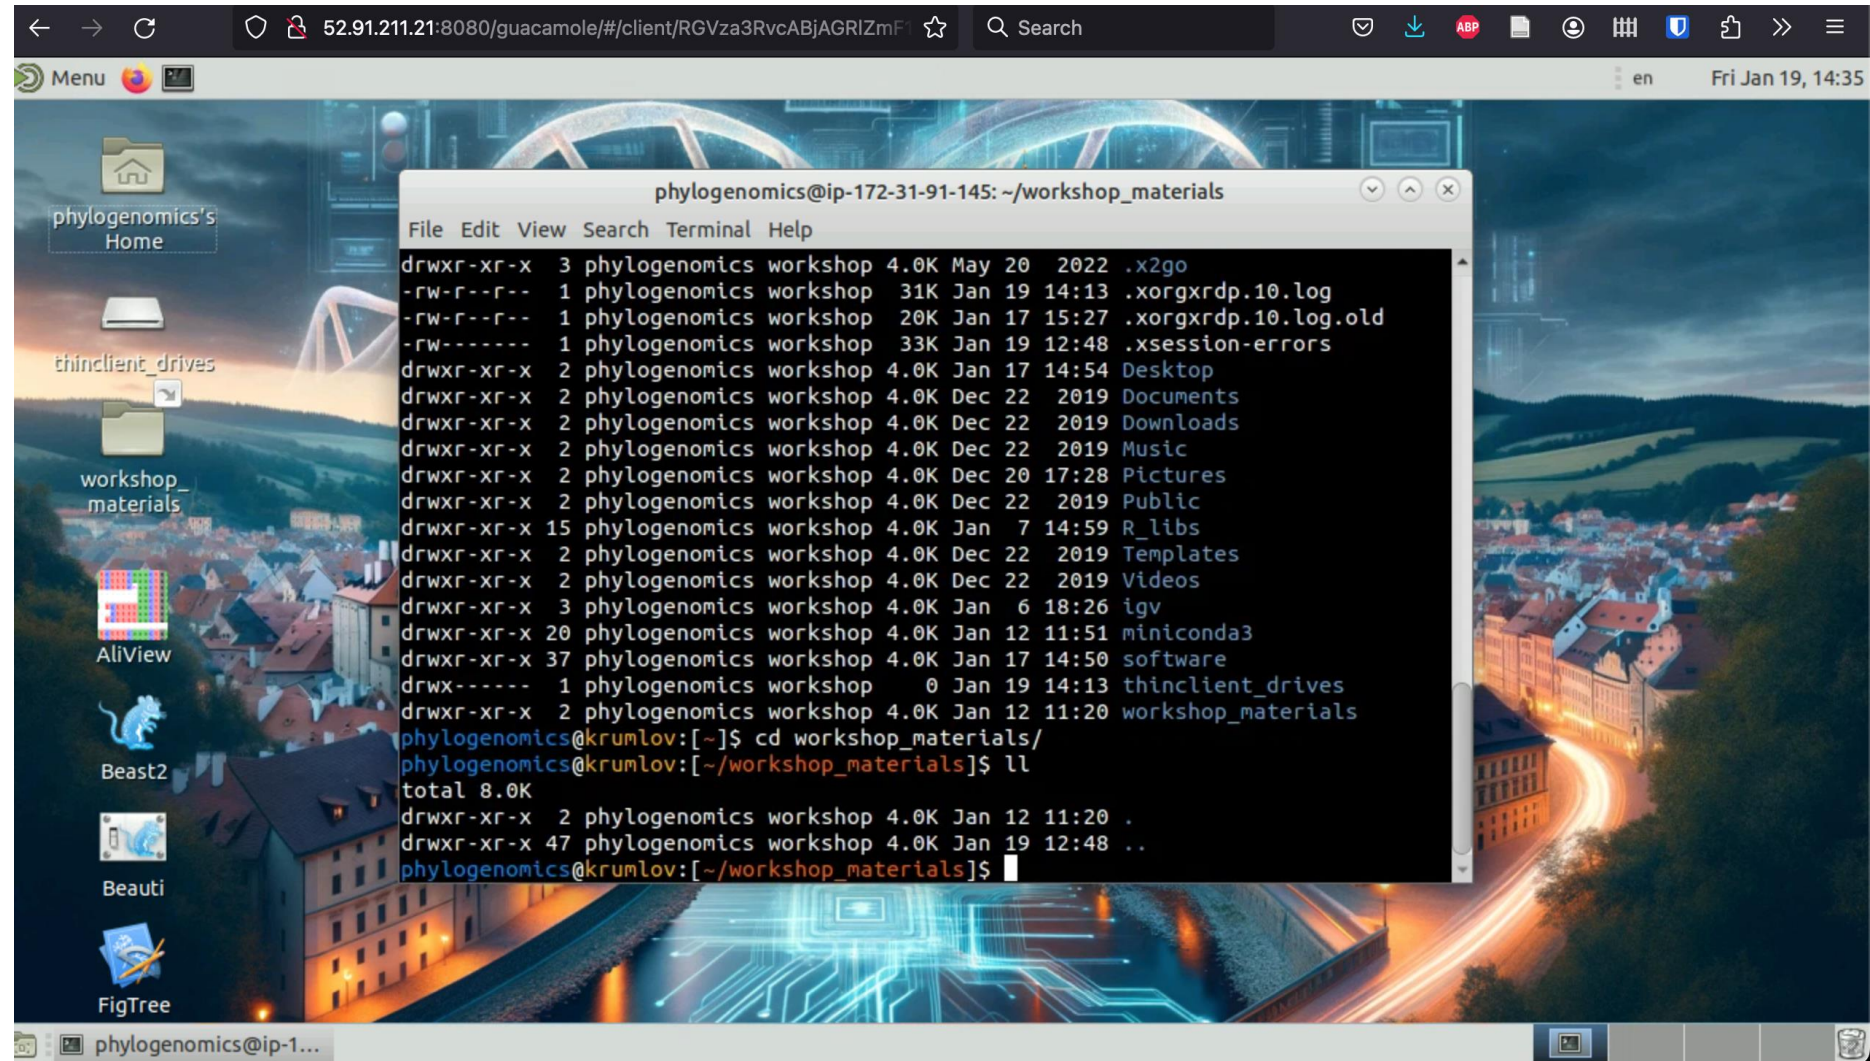 52.91.211.21:8080/guacamole/#/client/RGVza3RvcABjAGRlZmF1
Search
ABP
Menu
en
Fri Jan 19, 14:35
phylogenomics's
Home
thinclient_drives
workshop_
materials
AliView
Beast2
Beauti
FigTree
phylogenomics@ip-172-31-91-145: ~/workshop_materials
File Edit View Search Terminal Help
drwxr-xr-x  3 phylogenomics workshop 4.0K May 20  2022 .x2go
-rw-r--r--  1 phylogenomics workshop  31K Jan 19 14:13 .xorgxrdp.10.log
-rw-r--r--  1 phylogenomics workshop  20K Jan 17 15:27 .xorgxrdp.10.log.old
-rw-------  1 phylogenomics workshop  33K Jan 19 12:48 .xsession-errors
drwxr-xr-x  2 phylogenomics workshop 4.0K Jan 17 14:54 Desktop
drwxr-xr-x  2 phylogenomics workshop 4.0K Dec 22  2019 Documents
drwxr-xr-x  2 phylogenomics workshop 4.0K Dec 22  2019 Downloads
drwxr-xr-x  2 phylogenomics workshop 4.0K Dec 22  2019 Music
drwxr-xr-x  2 phylogenomics workshop 4.0K Dec 20 17:28 Pictures
drwxr-xr-x  2 phylogenomics workshop 4.0K Dec 22  2019 Public
drwxr-xr-x 15 phylogenomics workshop 4.0K Jan  7 14:59 R_libs
drwxr-xr-x  2 phylogenomics workshop 4.0K Dec 22  2019 Templates
drwxr-xr-x  2 phylogenomics workshop 4.0K Dec 22  2019 Videos
drwxr-xr-x  3 phylogenomics workshop 4.0K Jan  6 18:26 igv
drwxr-xr-x 20 phylogenomics workshop 4.0K Jan 12 11:51 miniconda3
drwxr-xr-x 37 phylogenomics workshop 4.0K Jan 17 14:50 software
drwx------  1 phylogenomics workshop    0 Jan 19 14:13 thinclient_drives
drwxr-xr-x  2 phylogenomics workshop 4.0K Jan 12 11:20 workshop_materials
phylogenomics@krumlov:[~]$ cd workshop_materials/
phylogenomics@krumlov:[~/workshop_materials]$ ll
total 8.0K
drwxr-xr-x  2 phylogenomics workshop 4.0K Jan 12 11:20 .
drwxr-xr-x 47 phylogenomics workshop 4.0K Jan 19 12:48 ..
phylogenomics@krumlov:[~/workshop_materials]$
phylogenomics@ip-1...